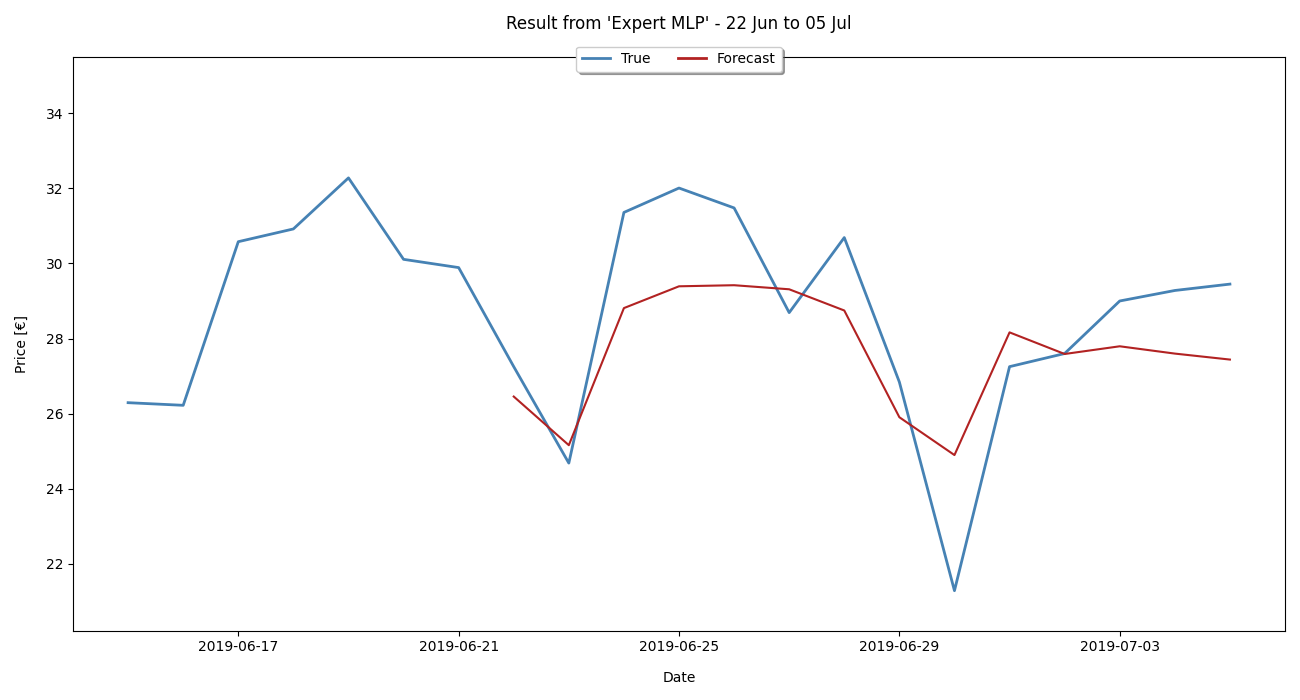 Result from 'Expert MLP' - 22 Jun to 05 Jul
True Forecast
Price [€]
34
32
30
28
26
24
22
2019-06-17 2019-06-21 2019-06-25 2019-06-29 2019-07-03
Date